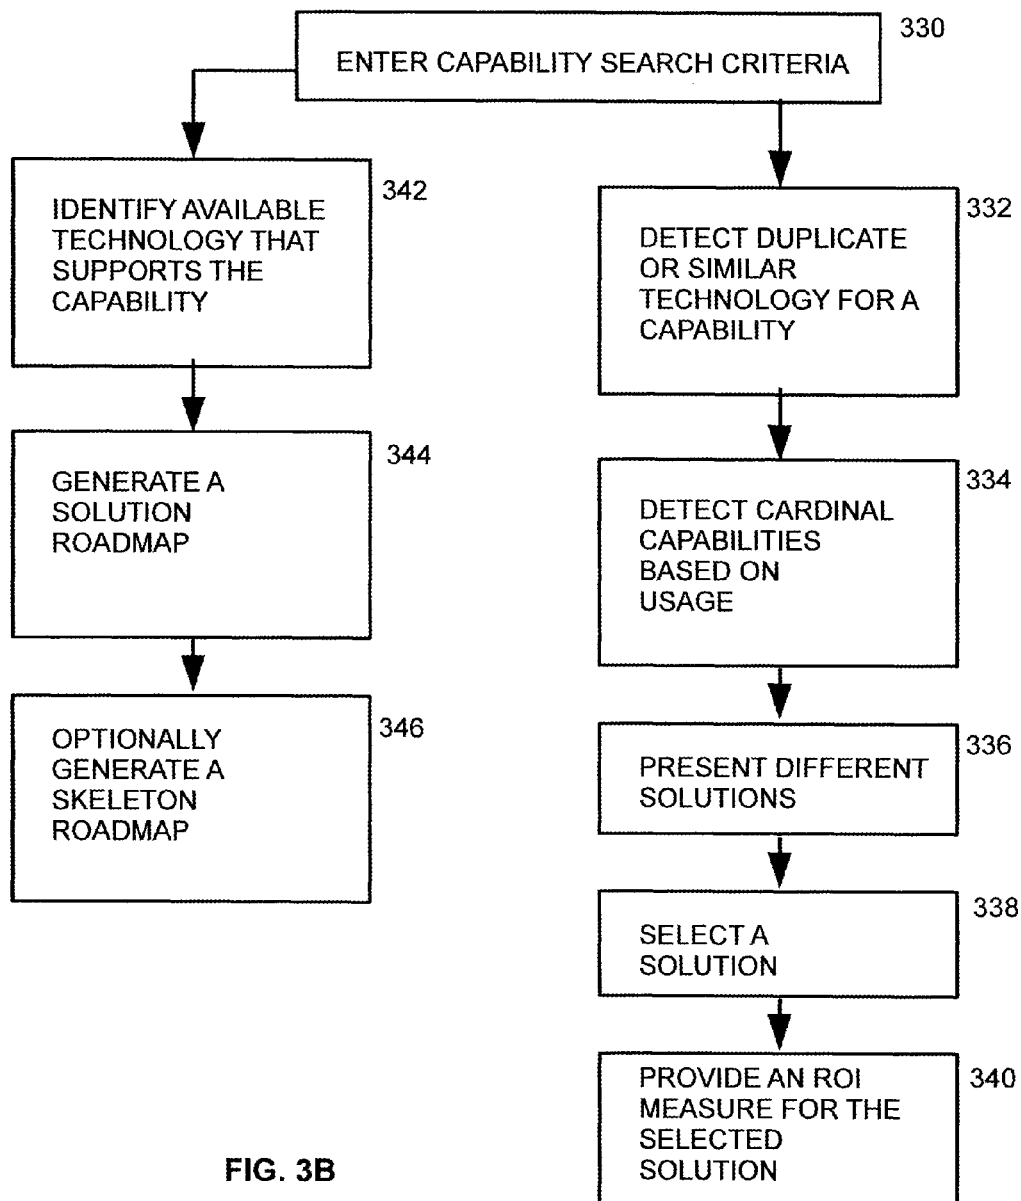 330
ENTER CAPABILITY SEARCH CRITERIA
342
IDENTIFY AVAILABLE
TECHNOLOGY THAT
SUPPORTS THE
CAPABILITY
344
GENERATE A
SOLUTION
ROADMAP
346
OPTIONALLY
GENERATE A
SKELETON
ROADMAP
332
DETECT DUPLICATE
OR SIMILAR
TECHNOLOGY FOR A
CAPABILITY
334
DETECT CARDINAL
CAPABILITIES
BASED ON
USAGE
336
PRESENT DIFFERENT
SOLUTIONS
338
SELECT A
SOLUTION
340
PROVIDE AN ROI
MEASURE FOR THE
SELECTED
SOLUTION
FIG. 3B